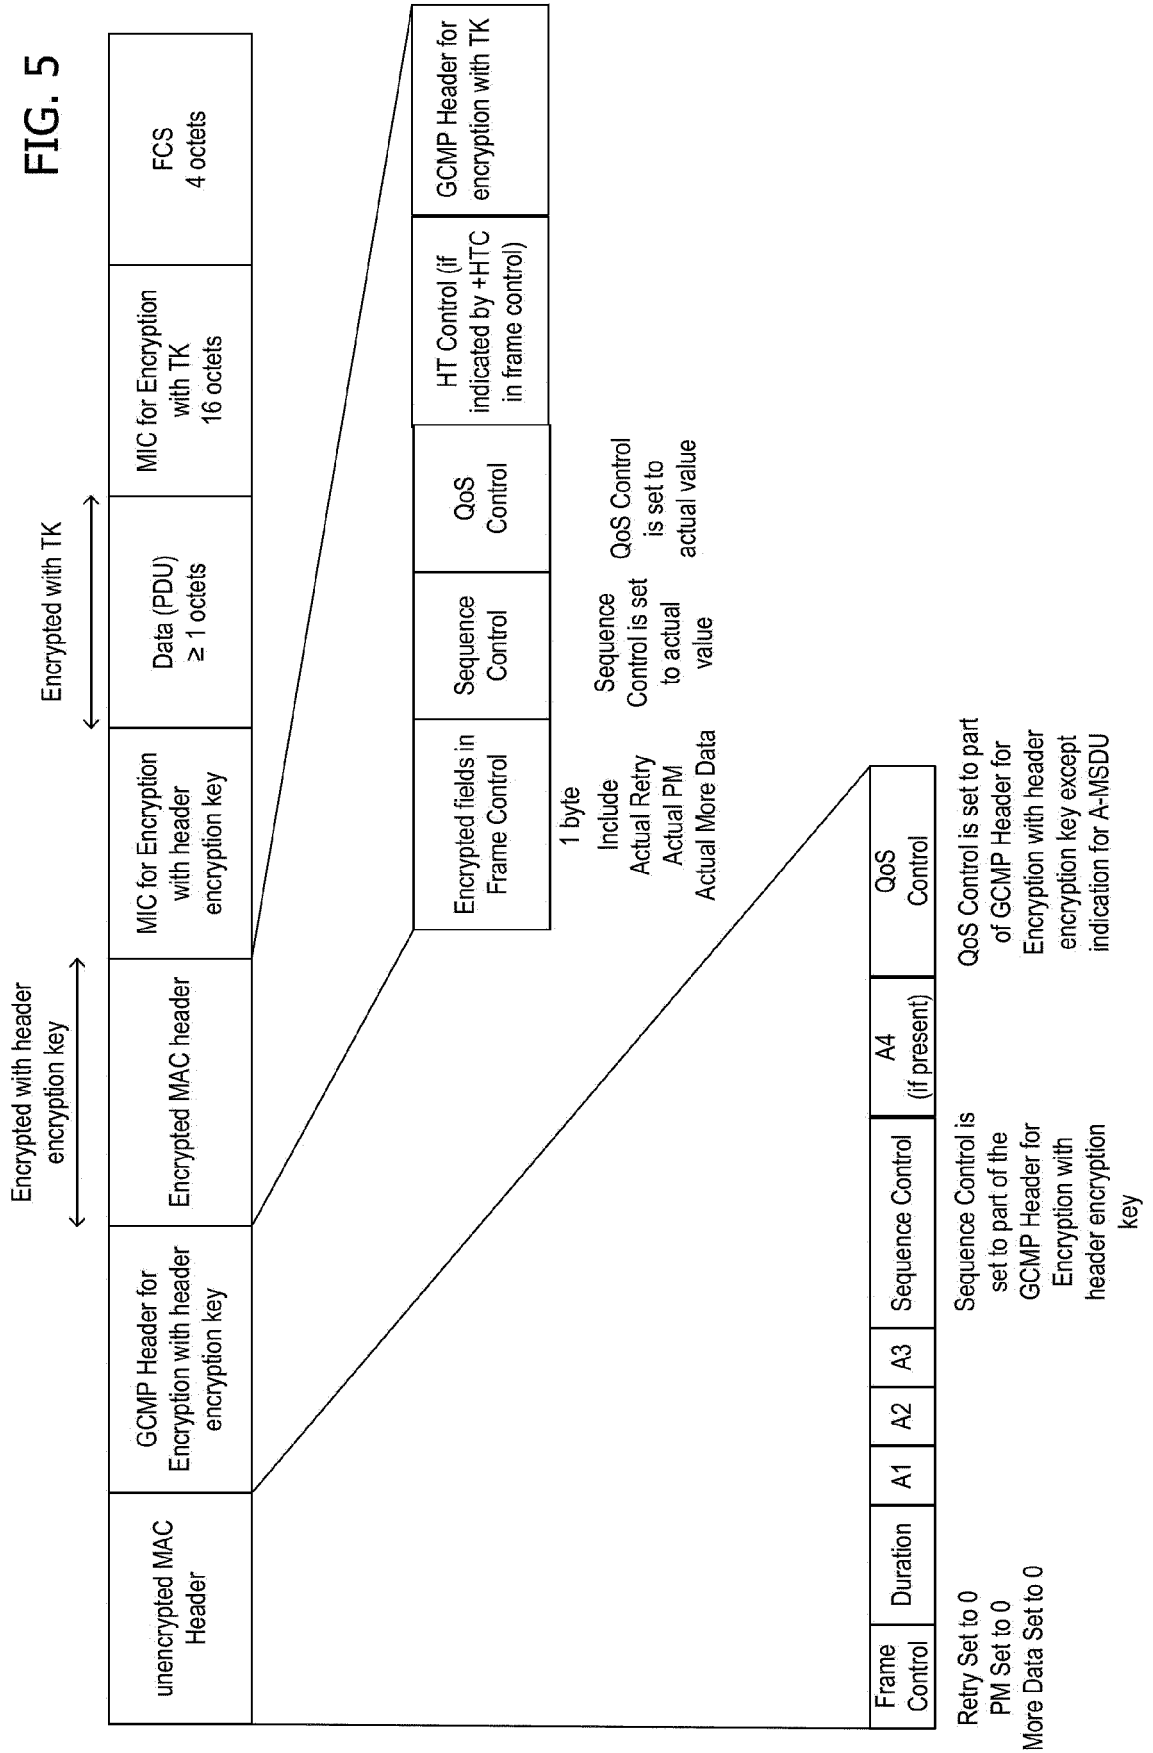 FIG. 5
Encrypted with header
encryption key
Encrypted with TK
unencrypted MAC
Header
GCMP Header for
Encryption with header
encryption key
Encrypted MAC header
MIC for Encryption
with header
encryption key
Data (PDU)
≥ 1 octets
MIC for Encryption
with TK
16 octets
FCS
4 octets
Encrypted fields in
Frame Control
Sequence
Control
QoS
Control
HT Control (if
indicated by +HTC
in frame control)
GCMP Header for
encryption with TK
1 byte
Include
Actual Retry
Actual PM
Actual More Data
Sequence
Control is set
to actual
value
QoS Control
is set to
actual value
Frame
Control
Duration
A1
A2
A3
Sequence Control
A4
(if present)
QoS
Control
Retry Set to 0
PM Set to 0
More Data Set to 0
Sequence Control is
set to part of the
GCMP Header for
Encryption with
header encryption
key
QoS Control is set to part
of GCMP Header for
Encryption with header
encryption key except
indication for A-MSDU